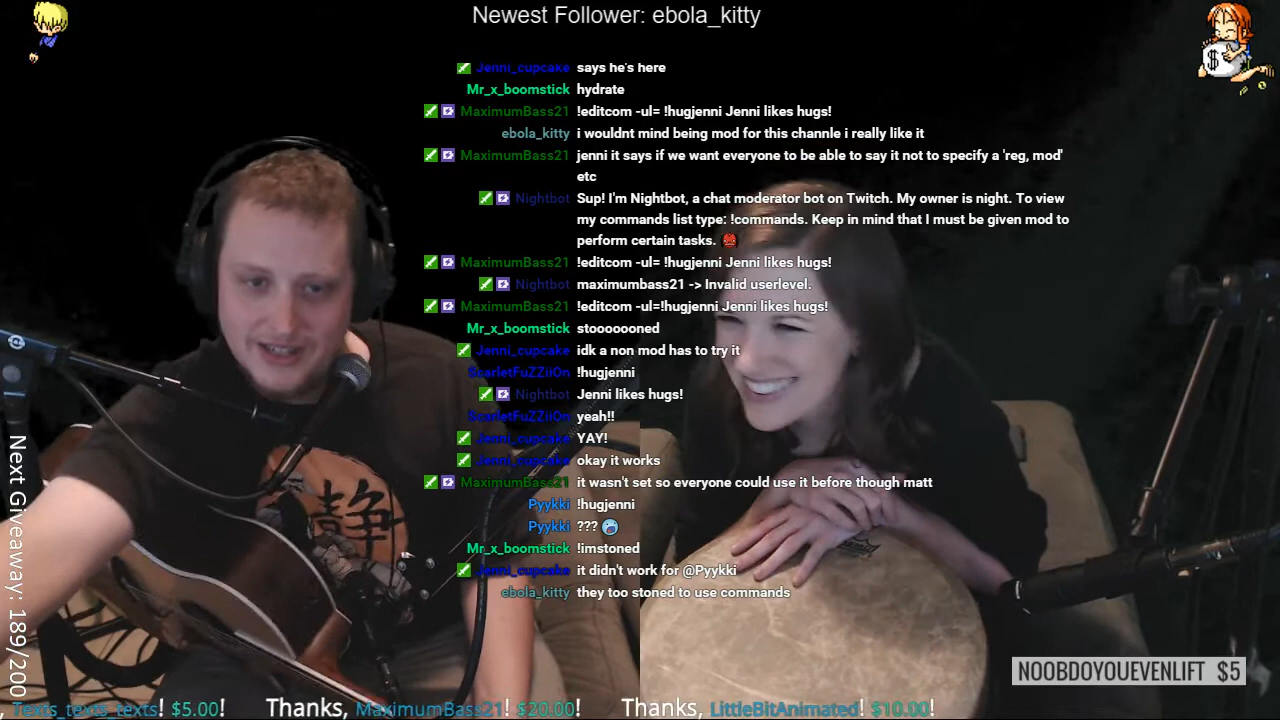 Newest Follower: ebola_kitty
Jenni_cupcake says he's here
Mr_x_boomstick hydrate
MaximumBass21 !editcom -ul= !hugjenni Jenni likes hugs!
ebola_kitty i wouldnt mind being mod for this channle i really like it
MaximumBass21 jenni it says if we want everyone to be able to say it not to specify a 'reg, mod'
etc
Nightbot Sup! I'm Nightbot, a chat moderator bot on Twitch. My owner is night. To view
my commands list type: !commands. Keep in mind that I must be given mod to
perform certain tasks.
MaximumBass21 !editcom -ul= !hugjenni Jenni likes hugs!
Nightbot maximumbass21 -> Invalid userlevel.
MaximumBass21 !editcom -ul=!hugjenni Jenni likes hugs!
Mr_x_boomstick stooooooned
Jenni_cupcake idk a non mod has to try it
ScarletFuZZiiOn !hugjenni
Nightbot Jenni likes hugs!
ScarletFuZZiiOn yeah!!
Jenni_cupcake YAY!
Jenni_cupcake okay it works
MaximumBass21 it wasn't set so everyone could use it before though matt
Pyykki !hugjenni
Pyykki ???
Mr_x_boomstick !imstoned
Jenni_cupcake it didn't work for @Pyykki
ebola_kitty they too stoned to use commands
Next Giveaway: 189/200
静
NOOBDOYOUEVENLIFT $5
, Texts_texts_texts! $5.00! Thanks, MaximumBass21! $20.00! Thanks, LittleBitAnimated! $10.00!
$